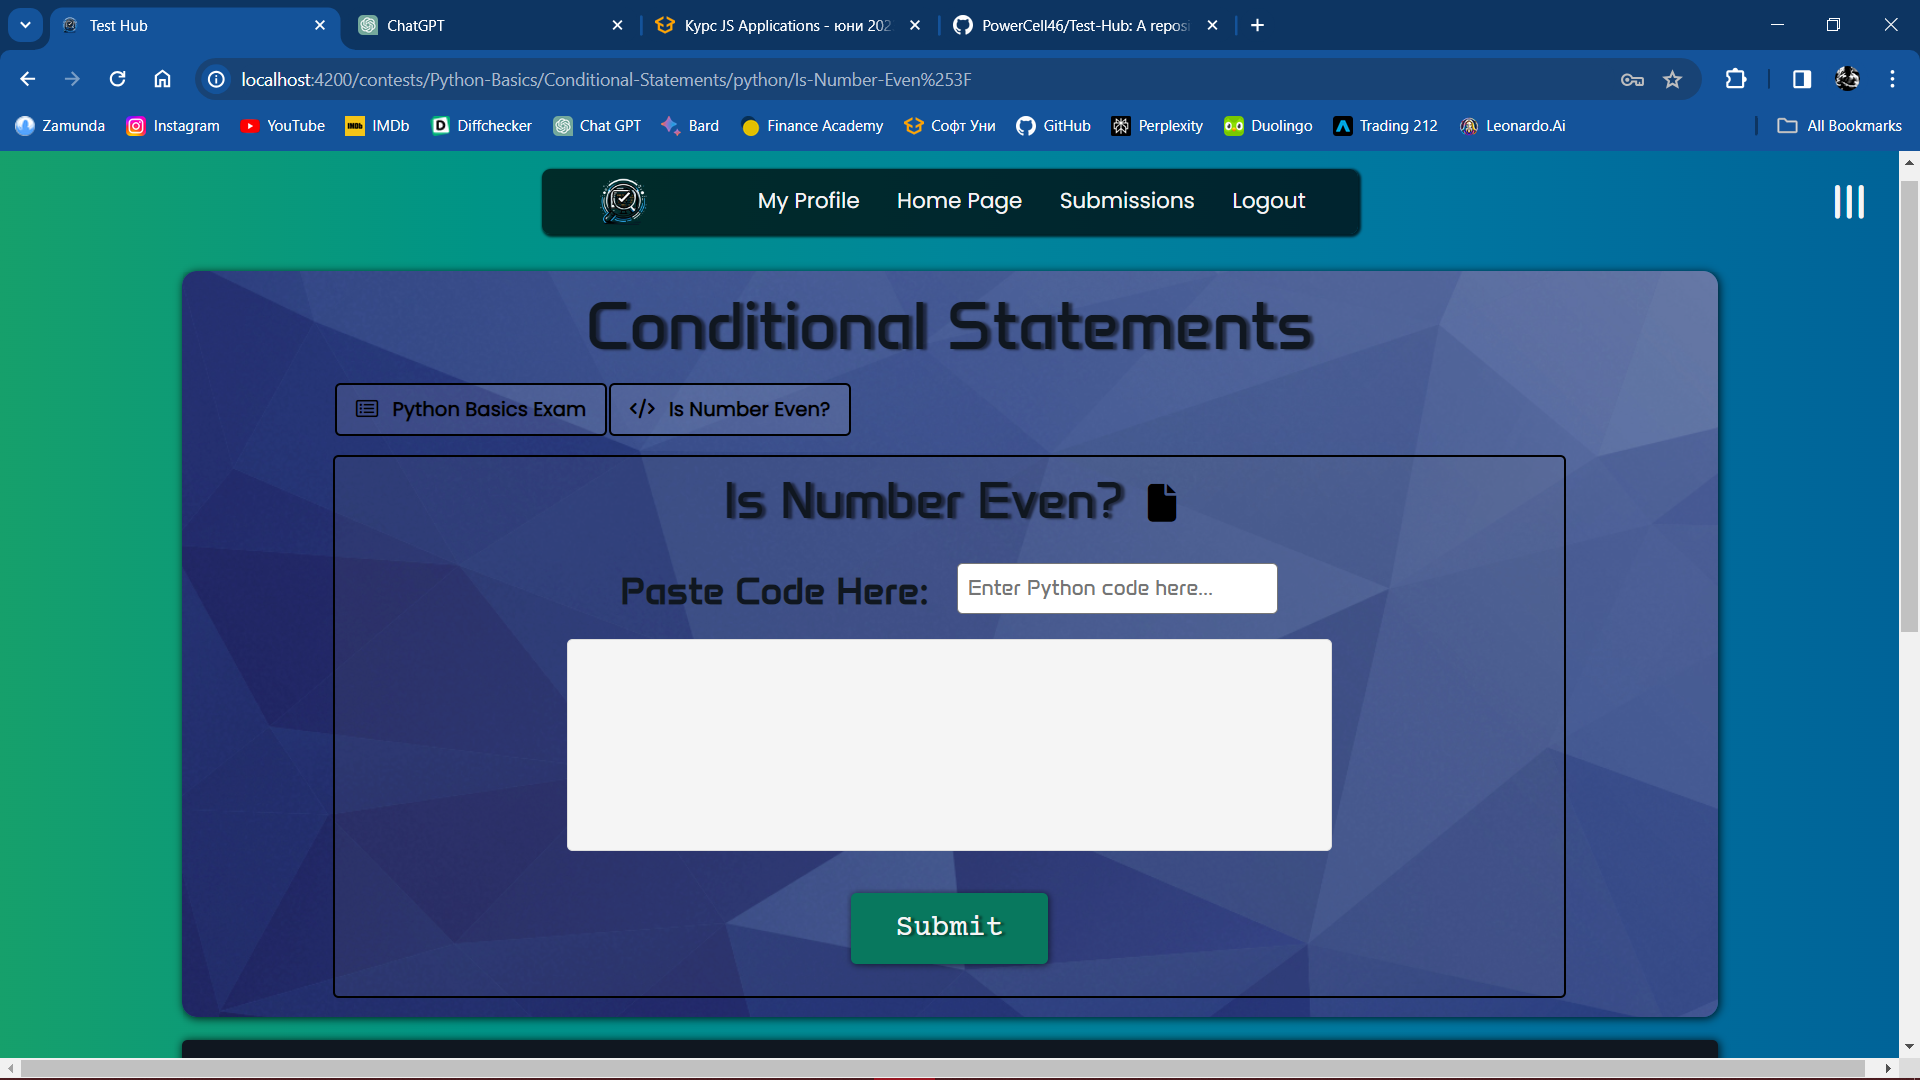 Test Hub
ChatGPT
Курс JS Applications - юни 202
PowerCell46/Test-Hub: A reposi
localhost:4200/contests/Python-Basics/Conditional-Statements/python/Is-Number-Even%253F
Zamunda
Instagram
YouTube
IMDb
IMDb
D
Diffchecker
Chat GPT
Bard
Finance Academy
Софт Уни
GitHub
Perplexity
Duolingo
Trading 212
Leonardo.Ai
All Bookmarks
My Profile
Home Page
Submissions
Logout
Conditional Statements
Python Basics Exam
</> Is Number Even?
Is Number Even?
Paste Code Here:
Enter Python code here...
Submit